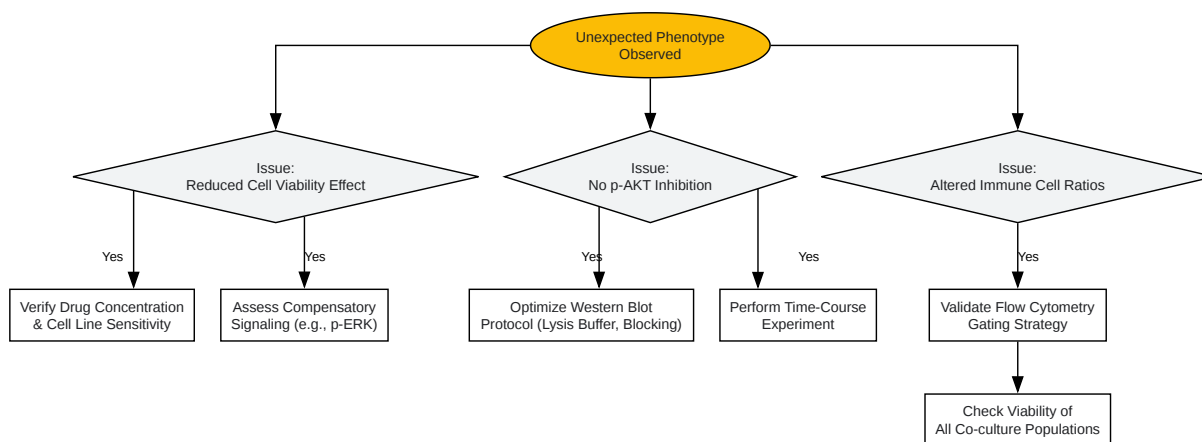 Unexpected Phenotype
Observed
Issue:
Reduced Cell Viability Effect
Issue:
No p-AKT Inhibition
Issue:
Altered Immune Cell Ratios
Yes
Yes
Yes
Yes
Yes
Verify Drug Concentration
& Cell Line Sensitivity
Assess Compensatory
Signaling (e.g., p-ERK)
Optimize Western Blot
Protocol (Lysis Buffer, Blocking)
Perform Time-Course
Experiment
Validate Flow Cytometry
Gating Strategy
Check Viability of
All Co-culture Populations